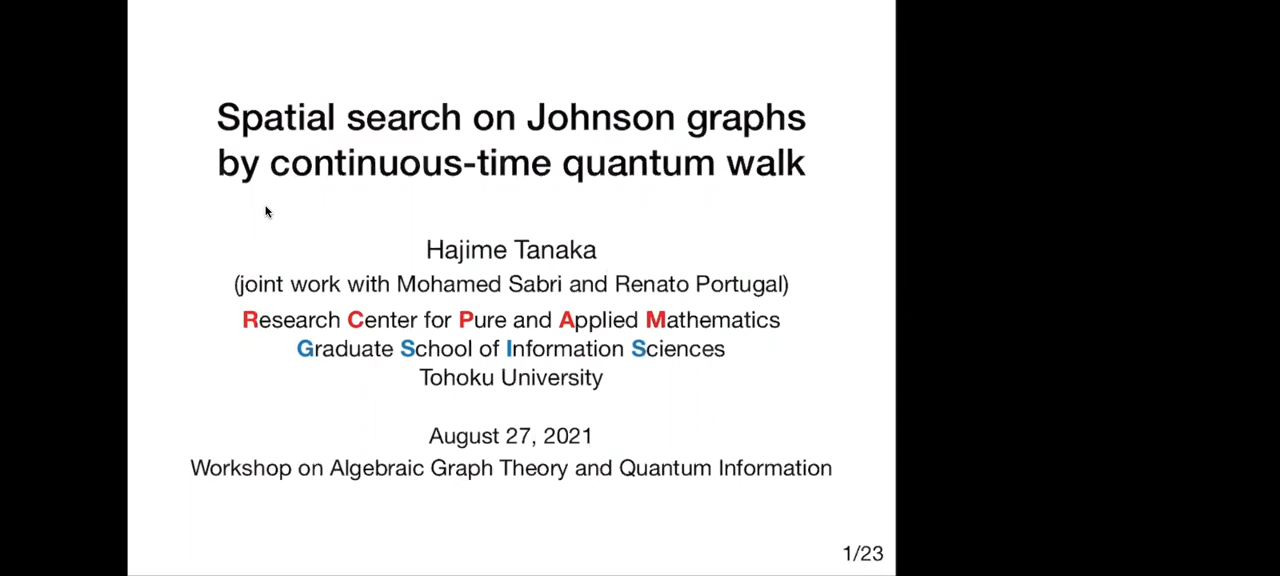 Spatial search on Johnson graphs
by continuous-time quantum walk
Hajime Tanaka
(joint work with Mohamed Sabri and Renato Portugal)
Research Center for Pure and Applied Mathematics
Graduate School of Information Sciences
Tohoku University
August 27, 2021
Workshop on Algebraic Graph Theory and Quantum Information
1/23